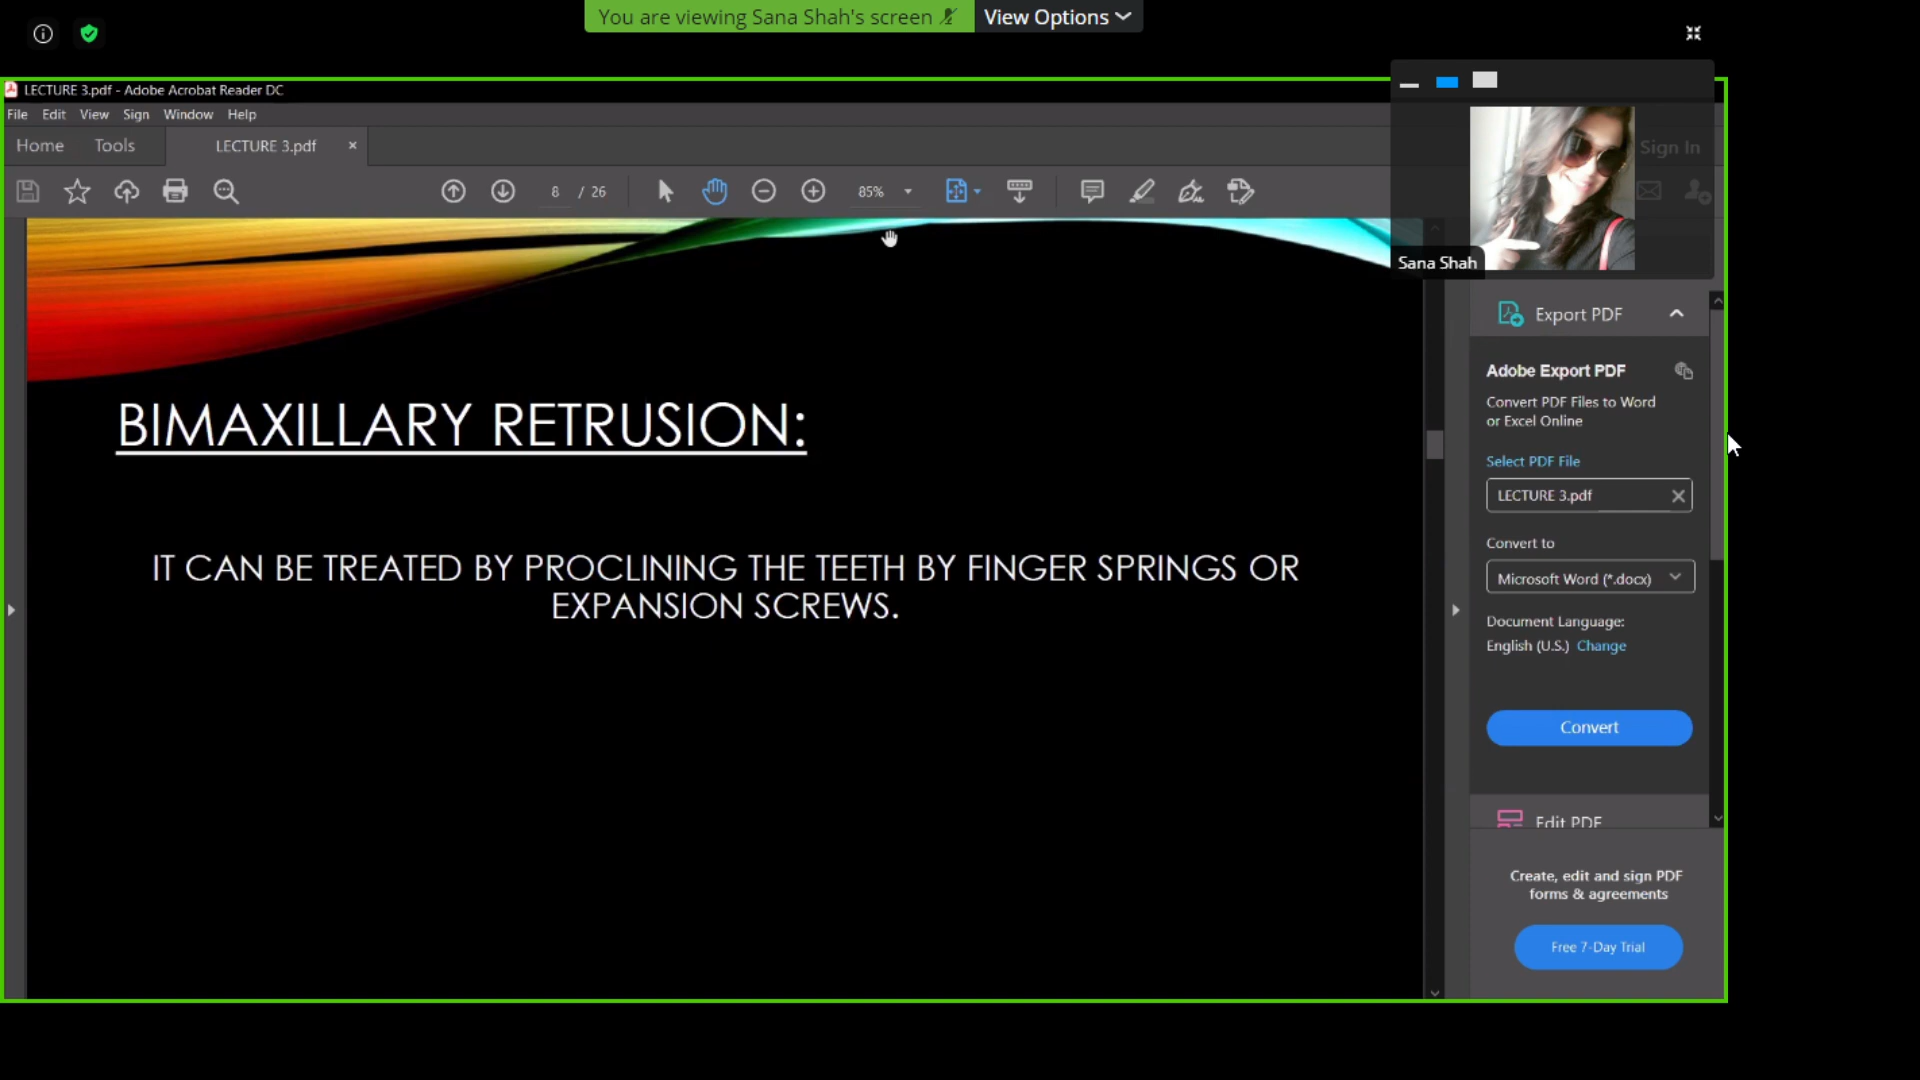 You are viewing Sana Shah's screen
View Options
LECTURE 3.pdf - Adobe Acrobat Reader DC
File Edit View Sign Window Help
Home Tools LECTURE 3.pdf
Sign In
8 / 26
85%
Sana Shah
BIMAXILLARY RETRUSION:
IT CAN BE TREATED BY PROCLINING THE TEETH BY FINGER SPRINGS OR
EXPANSION SCREWS.
Export PDF
Adobe Export PDF
Convert PDF Files to Word
or Excel Online
Select PDF File
LECTURE 3.pdf
Convert to
Microsoft Word (*.docx)
Document Language:
English (U.S.) Change
Convert
Edit PDF
Create, edit and sign PDF
forms & agreements
Free 7-Day Trial